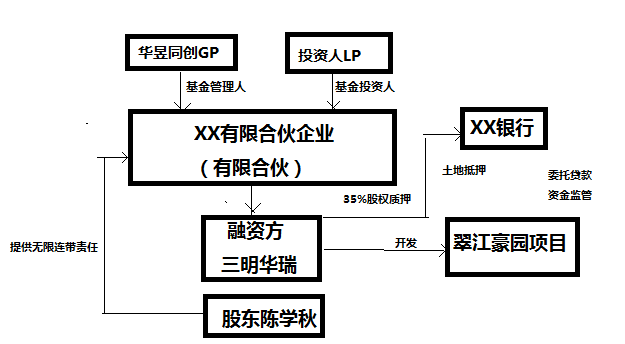 华昱同创GP
投资人LP
基金管理人
基金投资人
XX有限合伙企业
（有限合伙）
XX银行
土地抵押
委托贷款
资金监管
35%股权质押
融资方
三明华瑞
开发
翠江豪园项目
提供无限连带责任
股东陈学秋